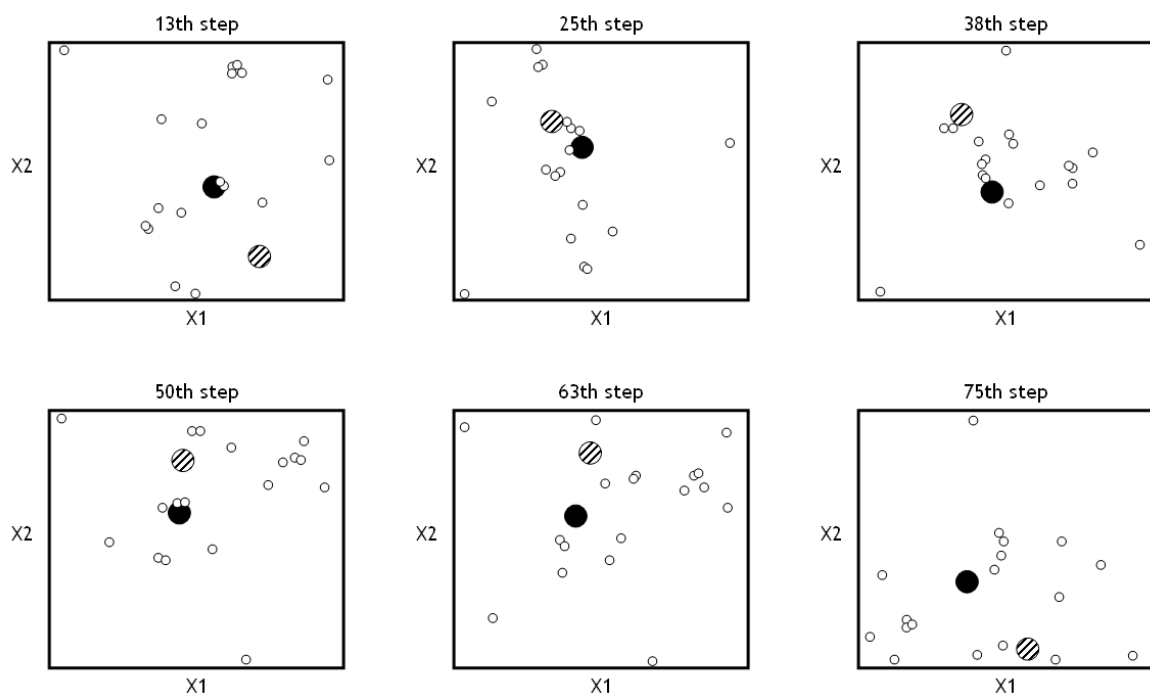 13th step
25th step
38th step
X2
X2
X2
X1
X1
X1
50th step
63th step
75th step
X2
X2
X2
X1
X1
X1